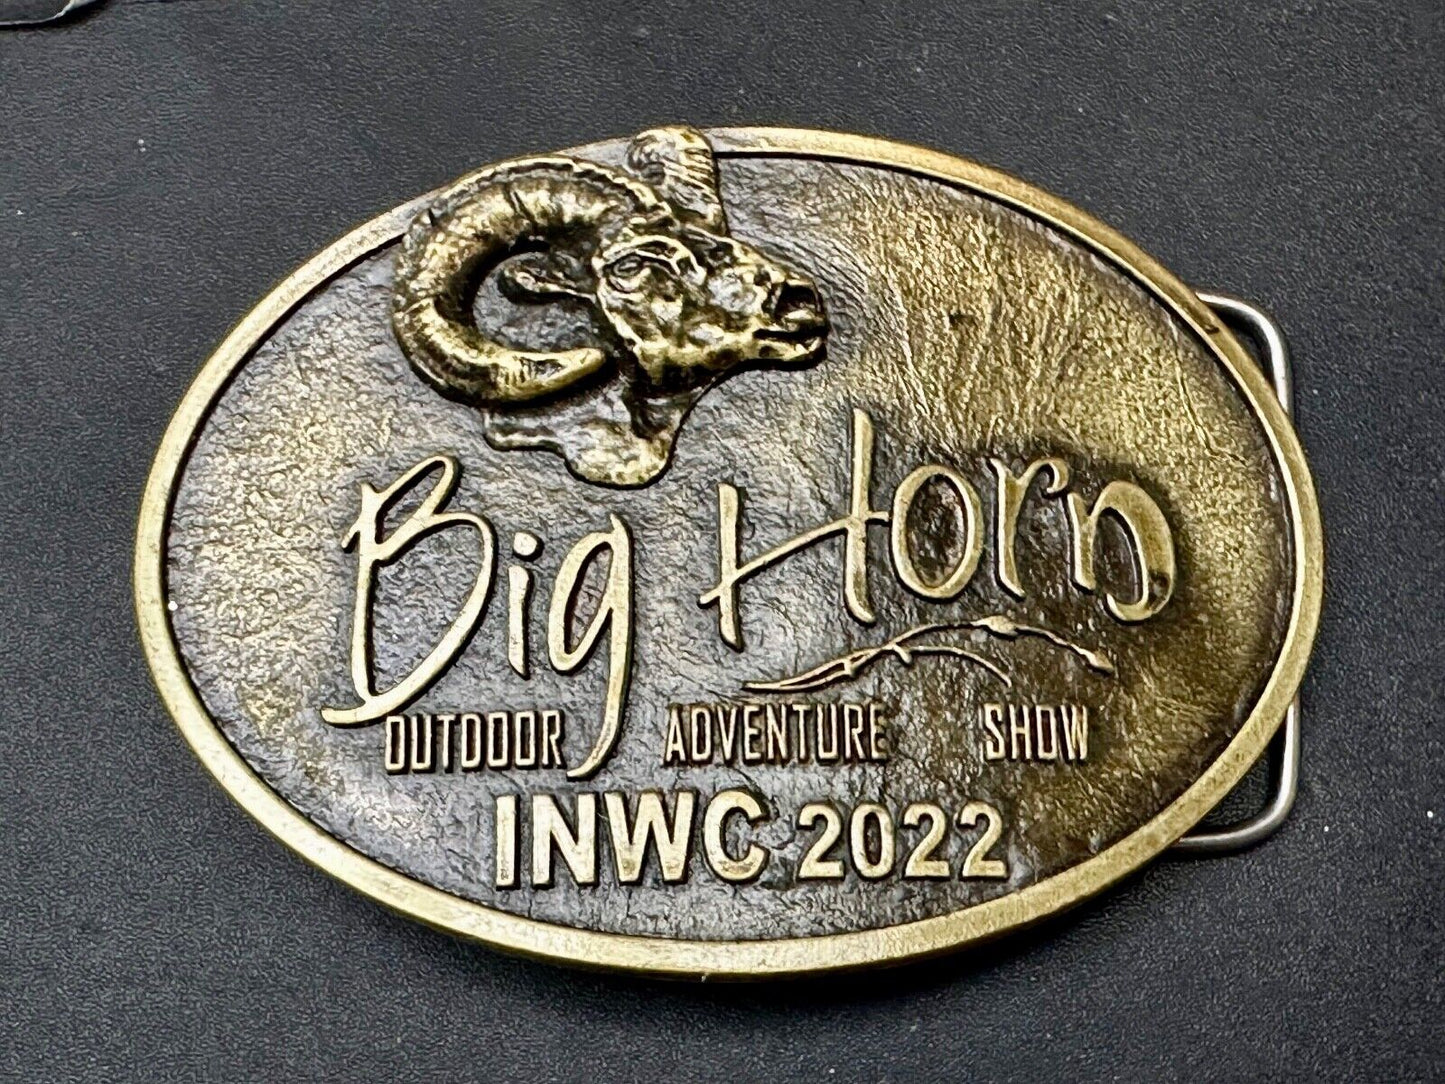 Big Horn
OUTDOOR ADVENTURE SHOW
INWC 2022